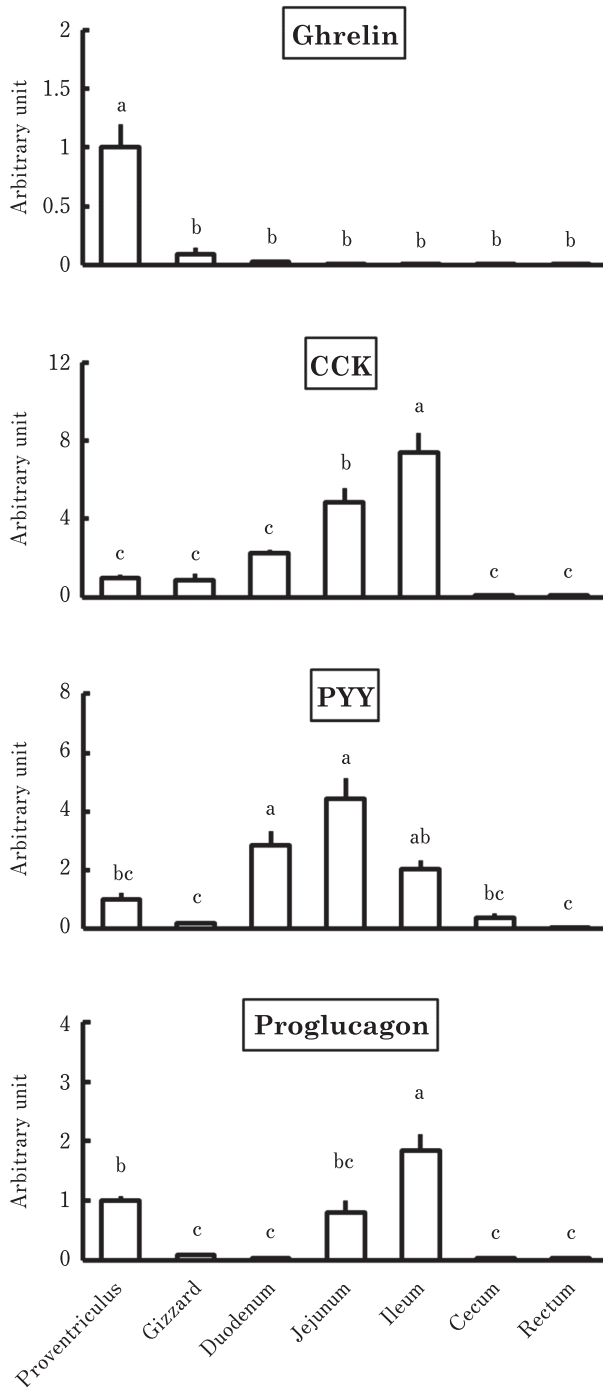 Ghrelin
Arbitrary unit
2
1.5
1
0.5
0
a
b
b
b
b
b
b
CCK
Arbitrary unit
12
8
4
0
c
c
c
b
a
c
c
PYY
Arbitrary unit
8
6
4
2
0
bc
c
a
a
ab
bc
c
Proglucagon
Arbitrary unit
4
3
2
1
0
b
c
c
bc
a
c
c
Proventriculus
Gizzard
Duodenum
Jejunum
Ileum
Cecum
Rectum